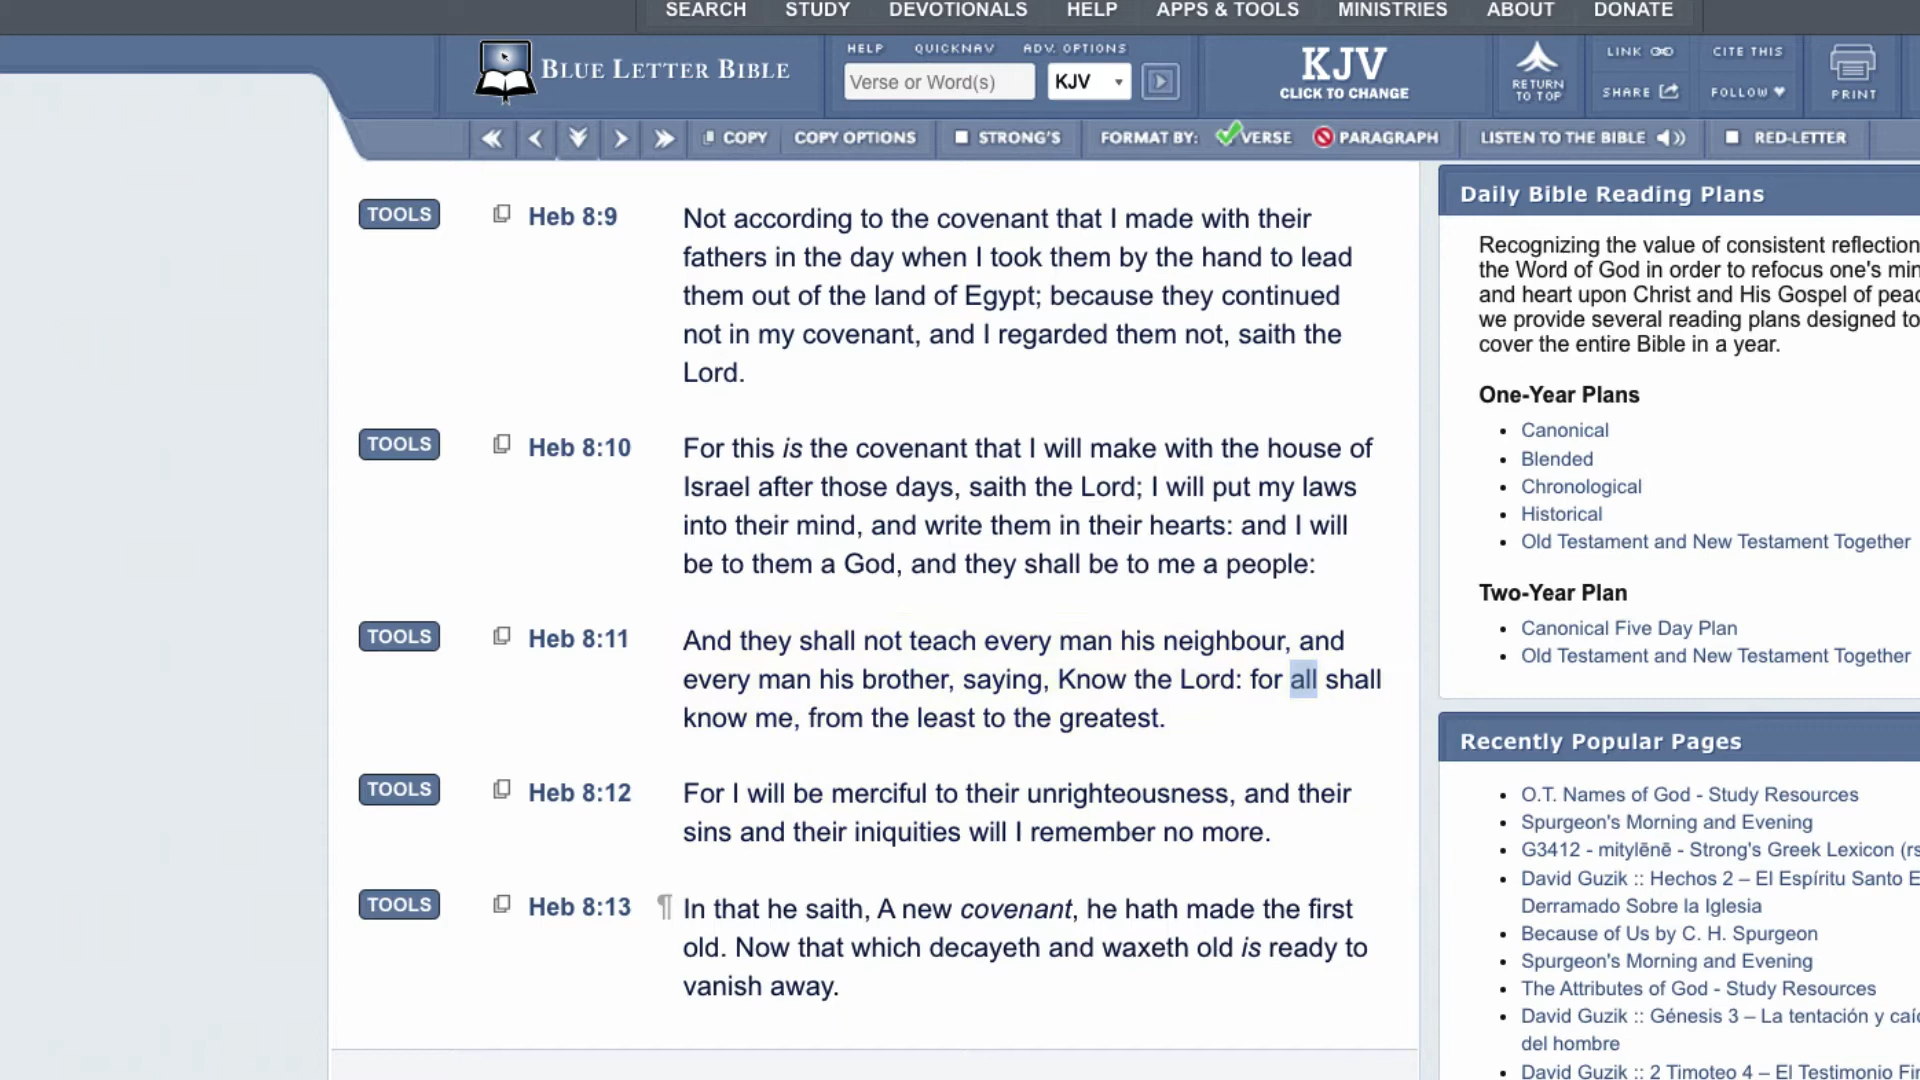 SEARCH STUDY DEVOTIONALS HELP APPS & TOOLS MINISTRIES ABOUT DONATE
BLUE LETTER BIBLE
HELP QUICKNAV ADV. OPTIONS
Verse or Word(s) KJV
KJV
CLICK TO CHANGE
RETURN
TO TOP
LINK
SHARE
CITE THIS
FOLLOW
PRINT
COPY COPY OPTIONS STRONG'S FORMAT BY: VERSE PARAGRAPH LISTEN TO THE BIBLE RED-LETTER
TOOLS Heb 8:9 Not according to the covenant that I made with their
fathers in the day when I took them by the hand to lead
them out of the land of Egypt; because they continued
not in my covenant, and I regarded them not, saith the
Lord.
TOOLS Heb 8:10 For this is the covenant that I will make with the house of
Israel after those days, saith the Lord; I will put my laws
into their mind, and write them in their hearts: and I will
be to them a God, and they shall be to me a people:
TOOLS Heb 8:11 And they shall not teach every man his neighbour, and
every man his brother, saying, Know the Lord: for all shall
know me, from the least to the greatest.
TOOLS Heb 8:12 For I will be merciful to their unrighteousness, and their
sins and their iniquities will I remember no more.
TOOLS Heb 8:13 ¶ In that he saith, A new covenant, he hath made the first
old. Now that which decayeth and waxeth old is ready to
vanish away.
Daily Bible Reading Plans
Recognizing the value of consistent reflection
the Word of God in order to refocus one's
and heart upon Christ and His Gospel of
we provide several reading plans designed to
cover the entire Bible in a year.
One-Year Plans
Canonical
Blended
Chronological
Historical
Old Testament and New Testament Together
Two-Year Plan
Canonical Five Day Plan
Old Testament and New Testament Together
Recently Popular Pages
O.T. Names of God - Study Resources
Spurgeon's Morning and Evening
G3412 - mitylēnē - Strong's Greek Lexicon
David Guzik :: Hechos 2 – El Espíritu Santo
Derramado Sobre la Iglesia
Because of Us by C. H. Spurgeon
Spurgeon's Morning and Evening
The Attributes of God - Study Resources
David Guzik :: Génesis 3 – La tentación y
del hombre
David Guzik :: 2 Timoteo 4 – El Testimonio